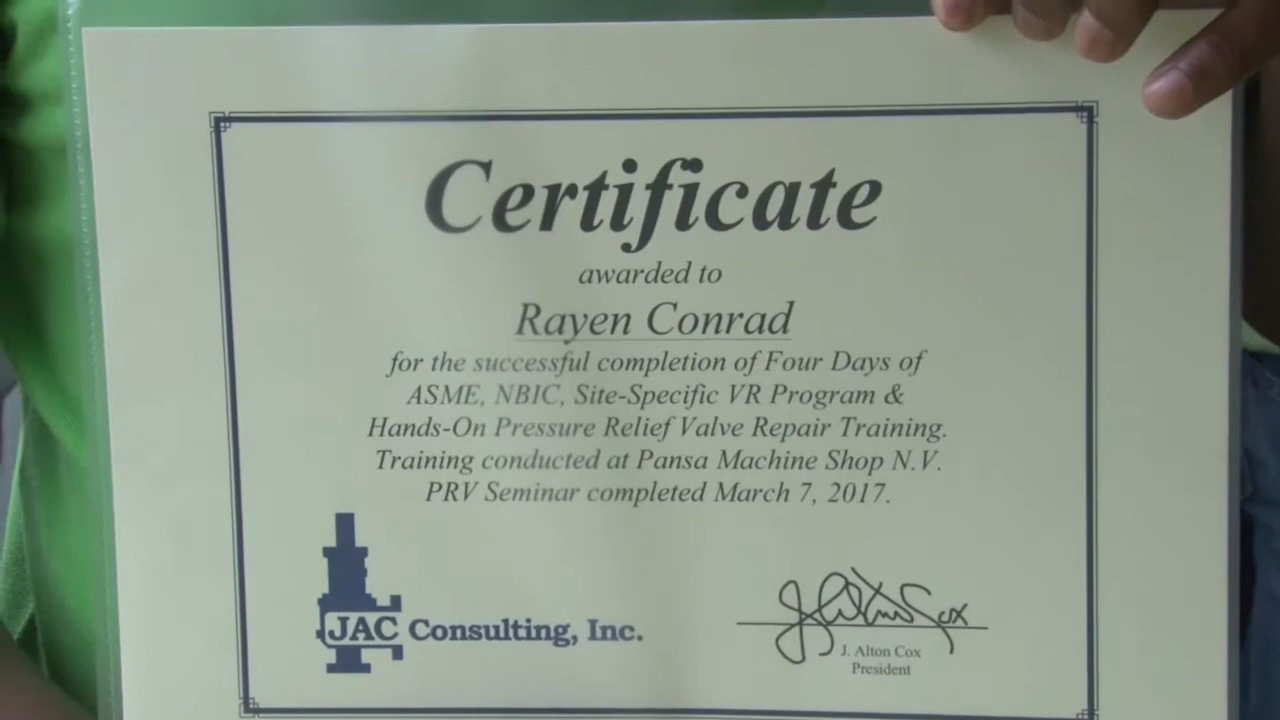 Certificate
awarded to
Rayen Conrad
for the successful completion of Four Days of
ASME, NBIC, Site-Specific VR Program &
Hands-On Pressure Relief Valve Repair Training.
Training conducted at Pansa Machine Shop N.V.
PRV Seminar completed March 7, 2017.
JAC Consulting, Inc.
J. Alton Cox
J. Alton Cox
President